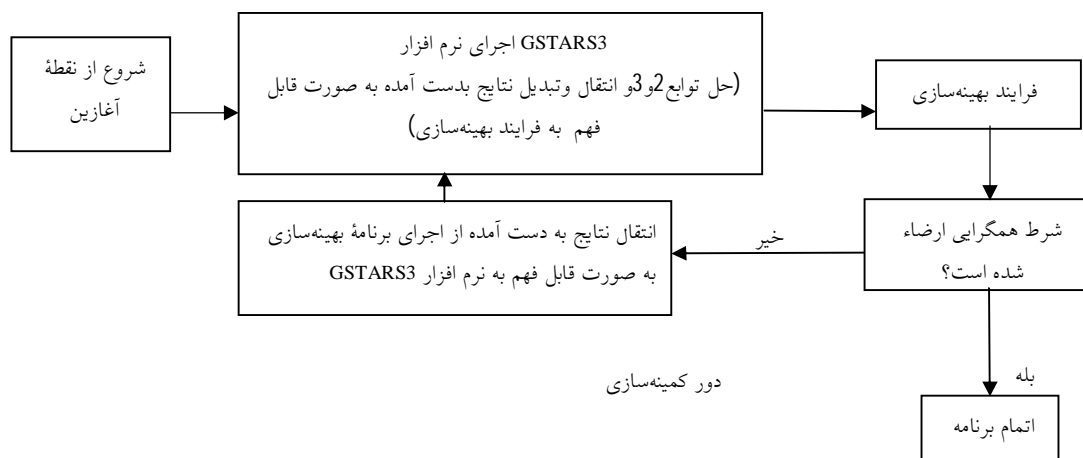 شروع از نقطهٔ
آغازین
اجرای نرم افزار GSTARS3
(حل توابع2و3و انتقال وتبدیل نتایج بدست آمده به صورت قابل
فهم به فرایند بهینه‌سازی)
فرایند بهینه‌سازی
شرط همگرایی ارضاء
شده است؟
خیر
انتقال نتایج به دست آمده از اجرای برنامهٔ بهینه‌سازی
به صورت قابل فهم به نرم افزار GSTARS3
دور کمینه‌سازی
بله
اتمام برنامه